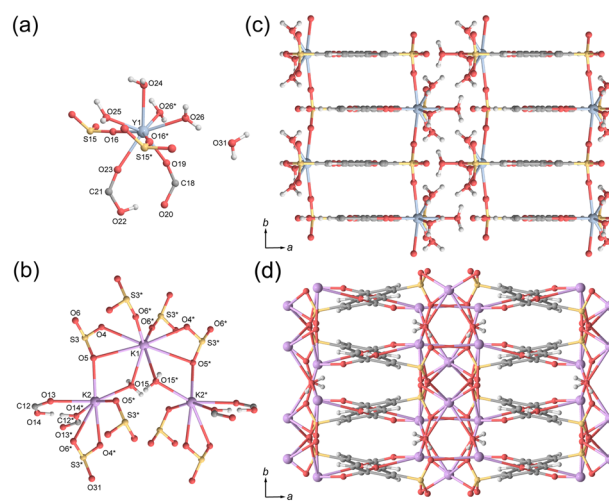 (a)
O24
O25
O26*
O26
Y1
O16*
S15
O16
S15*
O19
O31
O23
C18
C21
O22
O20
(b)
S3*
O6
O6*
O6*
S3*
O6*
O4
O4*
S3
S3*
K1
O5
O5*
O15
O15*
K2
K2*
O13
O5*
C12
O14*
S3*
O14
C12*
O13*
O6*
O4*
S3*
O31
(c)
b
a
(d)
b
a